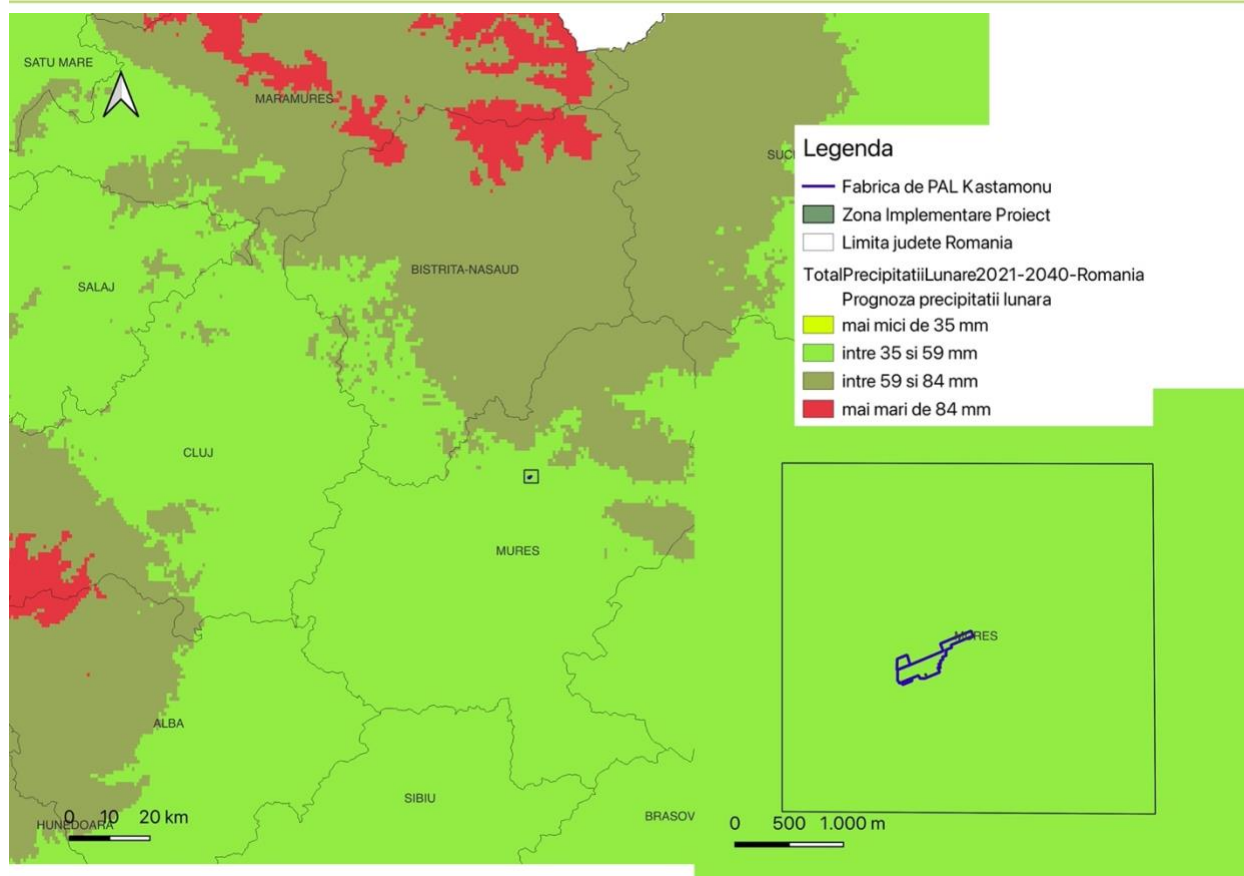 SATU MARE
MARAMURES
SUC
SALAJ
BISTRITA-NASAUD
CLUJ
MURES
ALBA
SIBIU
BRASOV
HUNEDOARA
0 10 20 km
Legenda
Fabrica de PAL Kastamonu
Zona Implementare Proiect
Limita judete Romania
TotalPrecipitatiiLunare2021-2040-Romania
Prognoza precipitatii lunara
mai mici de 35 mm
intre 35 si 59 mm
intre 59 si 84 mm
mai mari de 84 mm
MURES
0 500 1.000 m